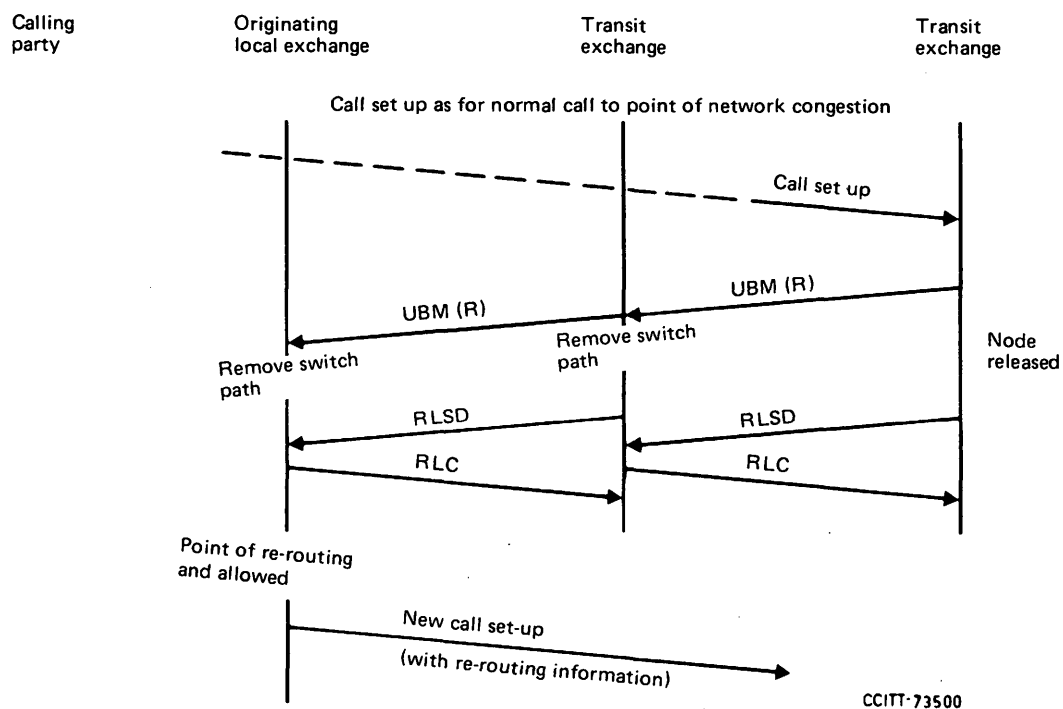 Calling
party
Originating
local exchange
Transit
exchange
Transit
exchange
Call set up as for normal call to point of network congestion
Call set up
UBM (R)
UBM (R)
Remove switch
path
Remove switch
path
Node
released
RLSD
RLSD
RLC
RLC
Point of re-routing
and allowed
New call set-up
(with re-routing information)
CCITT-73500